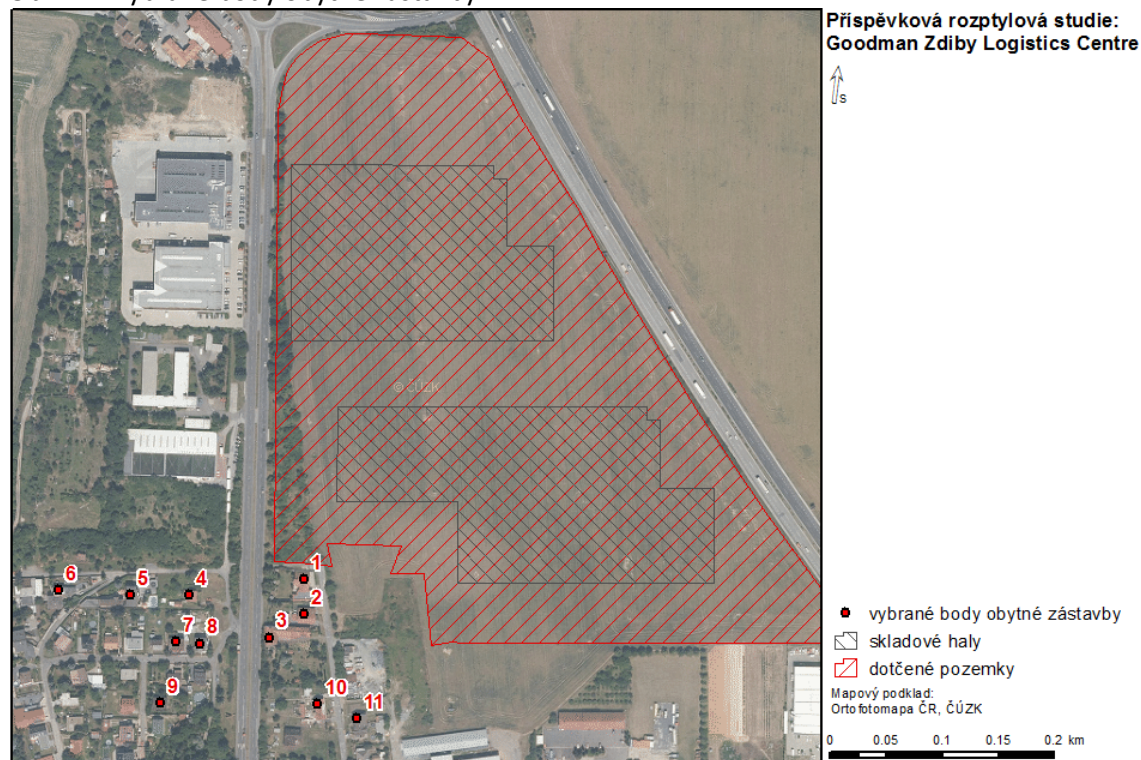 Příspěvková rozptylová studie:
Goodman Zdiby Logistics Centre
s
© ČÚZK
1
2
3
4
5
6
7
8
9
10
11
vybrané body obytné zástavby
skladové haly
dotčené pozemky
Mapový podklad:
Ortofotomapa ČR, ČÚZK
0 0.05 0.1 0.15 0.2 km